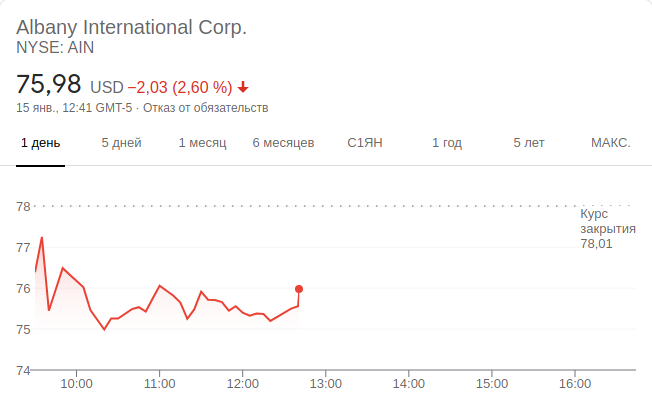 Albany International Corp.
NYSE: AIN
75,98 USD −2,03 (2,60 %)
15 янв., 12:41 GMT-5 · Отказ от обязательств
1 день 5 дней 1 месяц 6 месяцев С1ЯН 1 год 5 лет МАКС.
78
Курс
закрытия
78,01
77
76
75
74
10:00 11:00 12:00 13:00 14:00 15:00 16:00